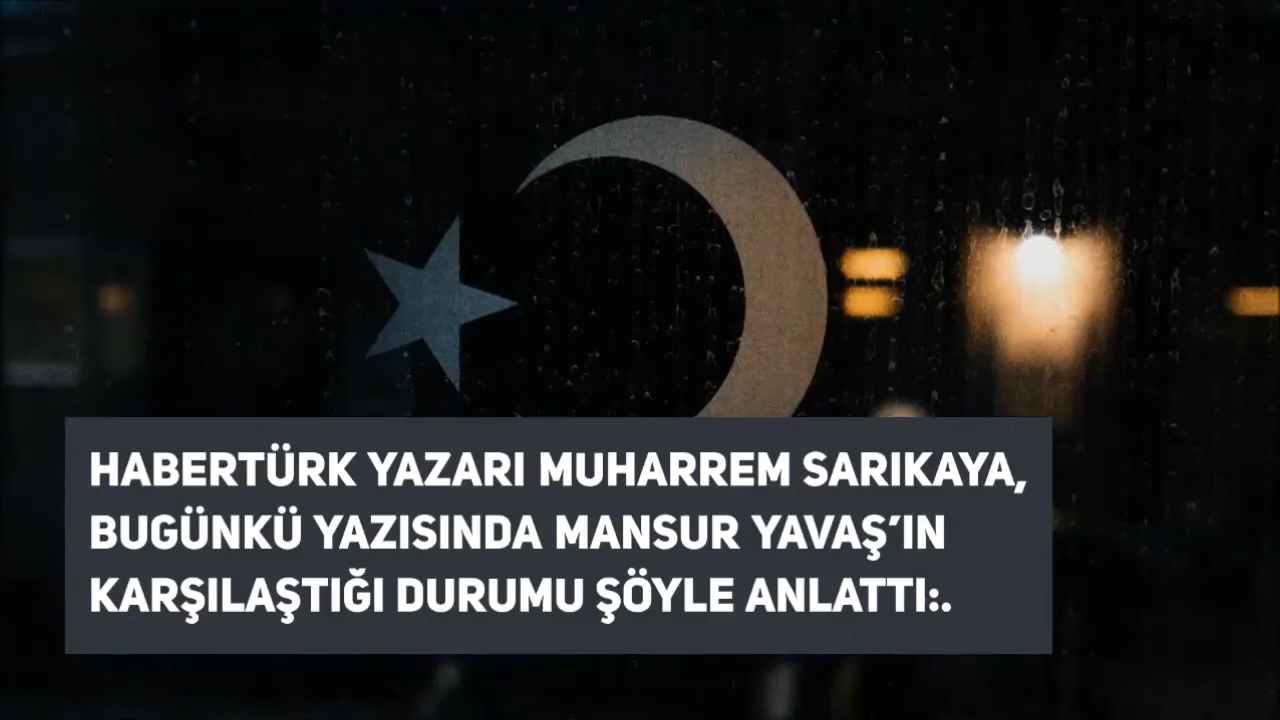 HABERTÜRK YAZARI MUHARREM SARIKAYA,
BUGÜNKÜ YAZISINDA MANSUR YAVAŞ’IN
KARŞILAŞTIĞI DURUMU ŞÖYLE ANLATTI:.